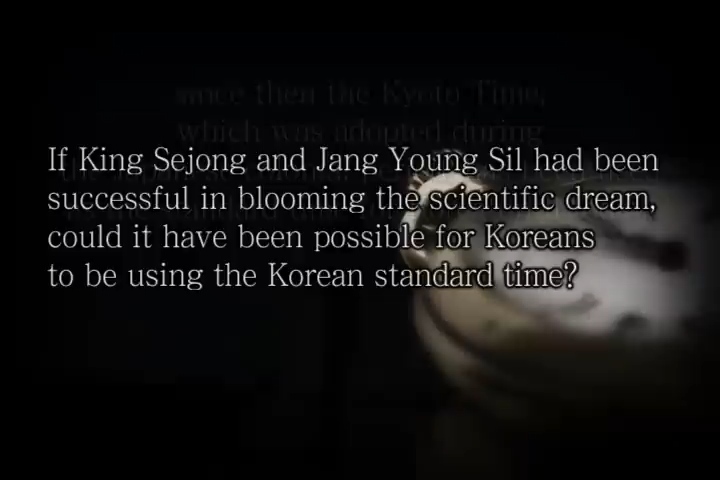 since then the Kyoto Time,
which was adopted during
If King Sejong and Jang Young Sil had been
successful in blooming the scientific dream,
could it have been possible for Koreans
to be using the Korean standard time?